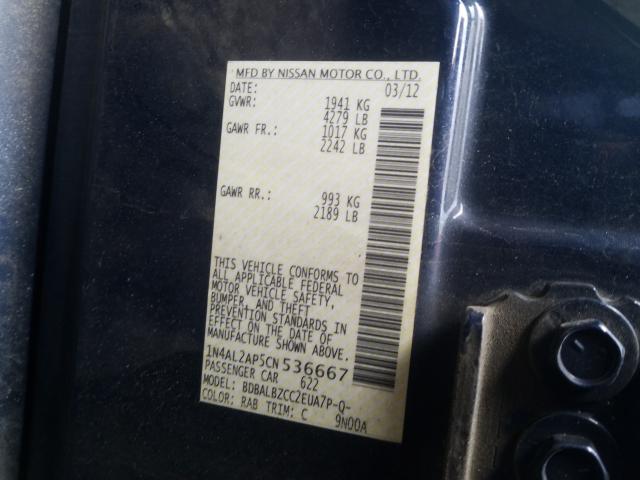 MFD BY NISSAN MOTOR CO., LTD.
DATE: 03/12
GVWR: 1941 KG
4279 LB
GAWR FR.: 1017 KG
2242 LB
GAWR RR.: 993 KG
2189 LB
THIS VEHICLE CONFORMS TO
ALL APPLICABLE FEDERAL
MOTOR VEHICLE SAFETY,
BUMPER, AND THEFT
PREVENTION STANDARDS IN
EFFECT ON THE DATE OF
MANUFACTURE SHOWN ABOVE.
1N4AL2AP5CN536667
PASSENGER CAR 622
MODEL: BDBALBZCC2EUA7P-Q-
COLOR: RAB TRIM: C 9N00A